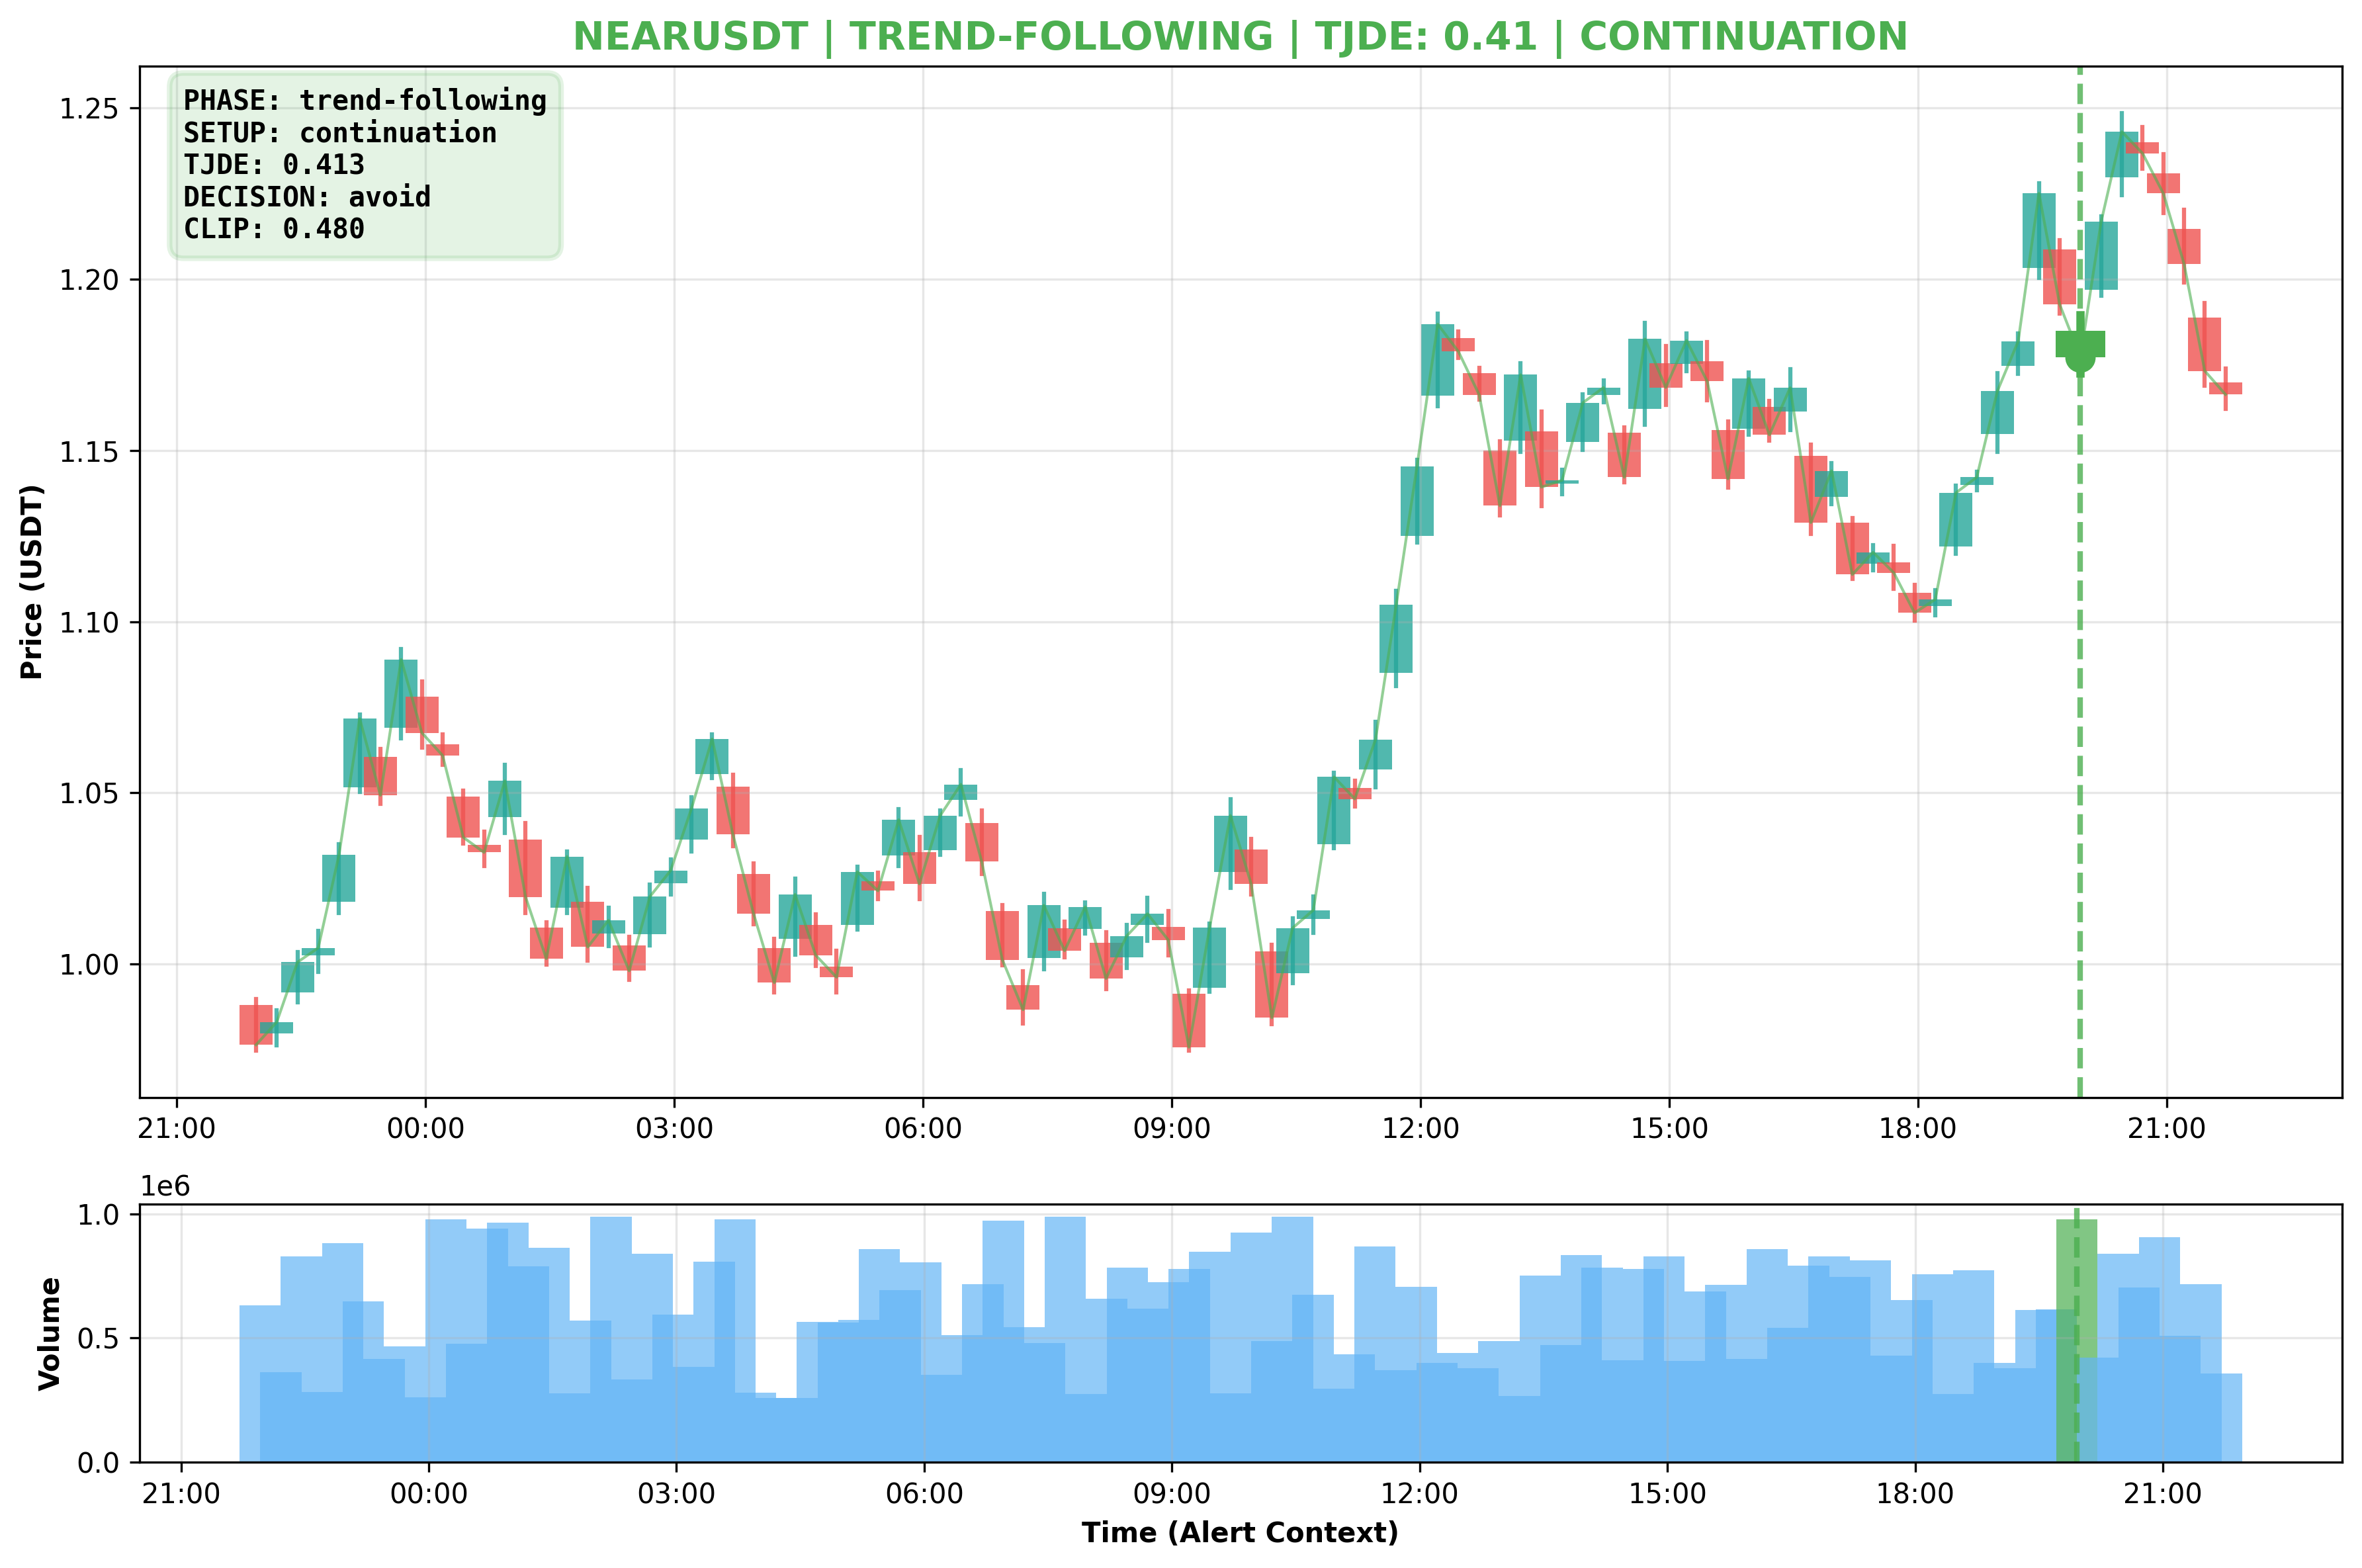 NEARUSDT | TREND-FOLLOWING | TJDE: 0.41 | CONTINUATION
PHASE: trend-following
SETUP: continuation
TJDE: 0.413
DECISION: avoid
CLIP: 0.480
Price (USDT)
1.25
1.20
1.15
1.10
1.05
1.00
21:00 00:00 03:00 06:00 09:00 12:00 15:00 18:00 21:00
1e6
Volume
1.0
0.5
0.0
21:00 00:00 03:00 06:00 09:00 12:00 15:00 18:00 21:00
Time (Alert Context)